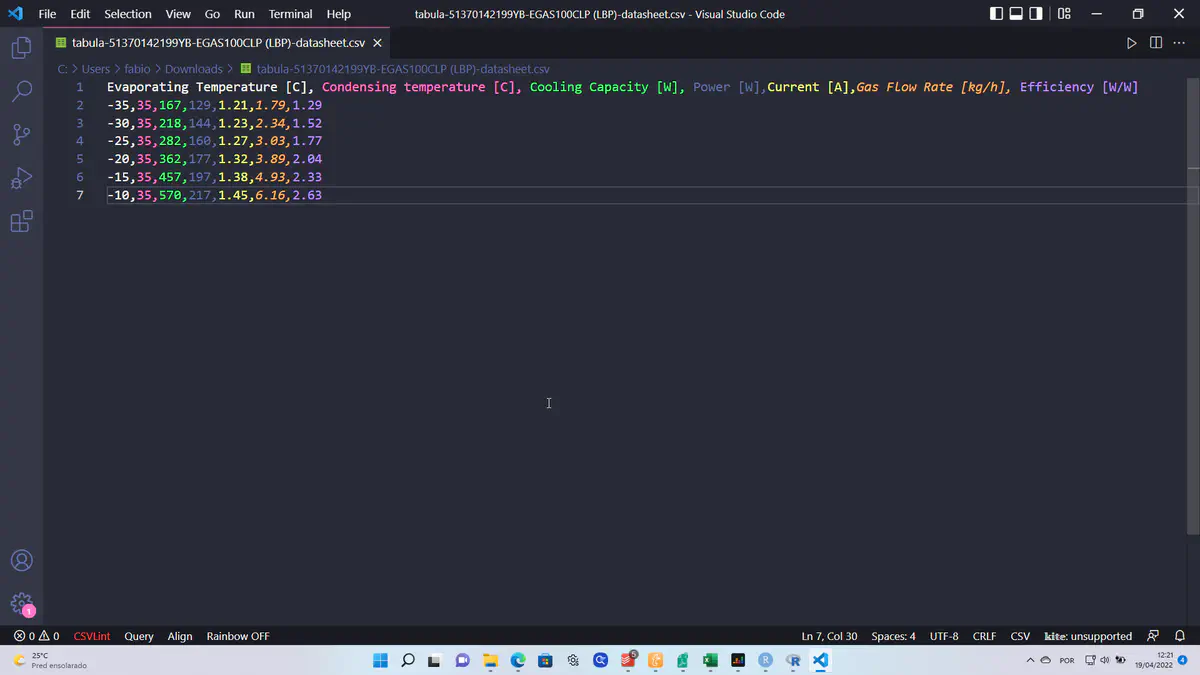 File Edit Selection View Go Run Terminal Help tabula-51370142199YB-EGAS100CLP (LBP)-datasheet.csv - Visual Studio Code
tabula-51370142199YB-EGAS100CLP (LBP)-datasheet.csv
C: > Users > fabio > Downloads > tabula-51370142199YB-EGAS100CLP (LBP)-datasheet.csv
1 Evaporating Temperature [C], Condensing temperature [C], Cooling Capacity [W], Power [W],Current [A],Gas Flow Rate [kg/h], Efficiency [W/W]
2 -35,35,167,129,1.21,1.79,1.29
3 -30,35,218,144,1.23,2.34,1.52
4 -25,35,282,160,1.27,3.03,1.77
5 -20,35,362,177,1.32,3.89,2.04
6 -15,35,457,197,1.38,4.93,2.33
7 -10,35,570,217,1.45,6.16,2.63
1
0 0 CSVLint Query Align Rainbow OFF Ln 7, Col 30 Spaces: 4 UTF-8 CRLF CSV kite: unsupported
25°C
Pred ensolarado
5
POR
12:21
19/04/2022
4